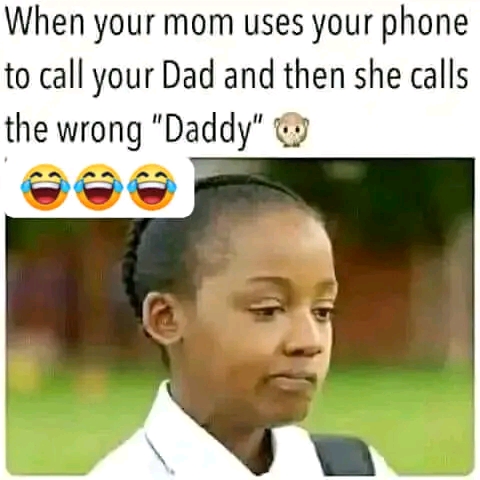 When your mom uses your phone
to call your Dad and then she calls
the wrong "Daddy" 🙊
😂😂😂